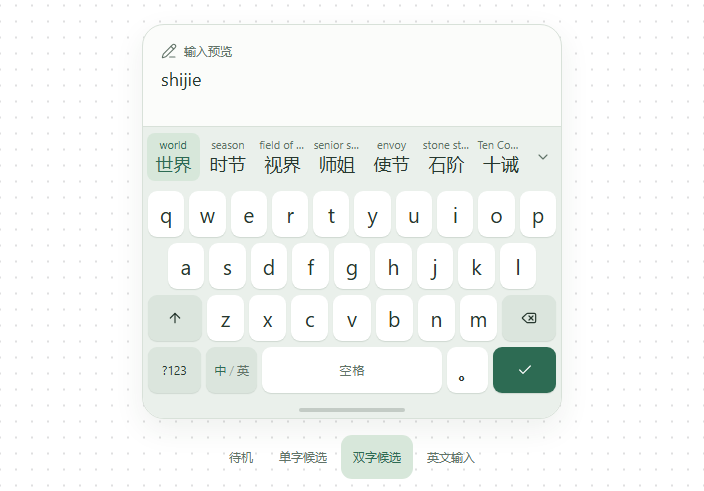 输入预览
shijie
world season field of ... senior s... envoy stone st... Ten Co...
世界 时节 视界 师姐 使节 石阶 十诫
q w e r t y u i o p
a s d f g h j k l
z x c v b n m
?123 中 / 英 空格 。
待机 单字候选 双字候选 英文输入